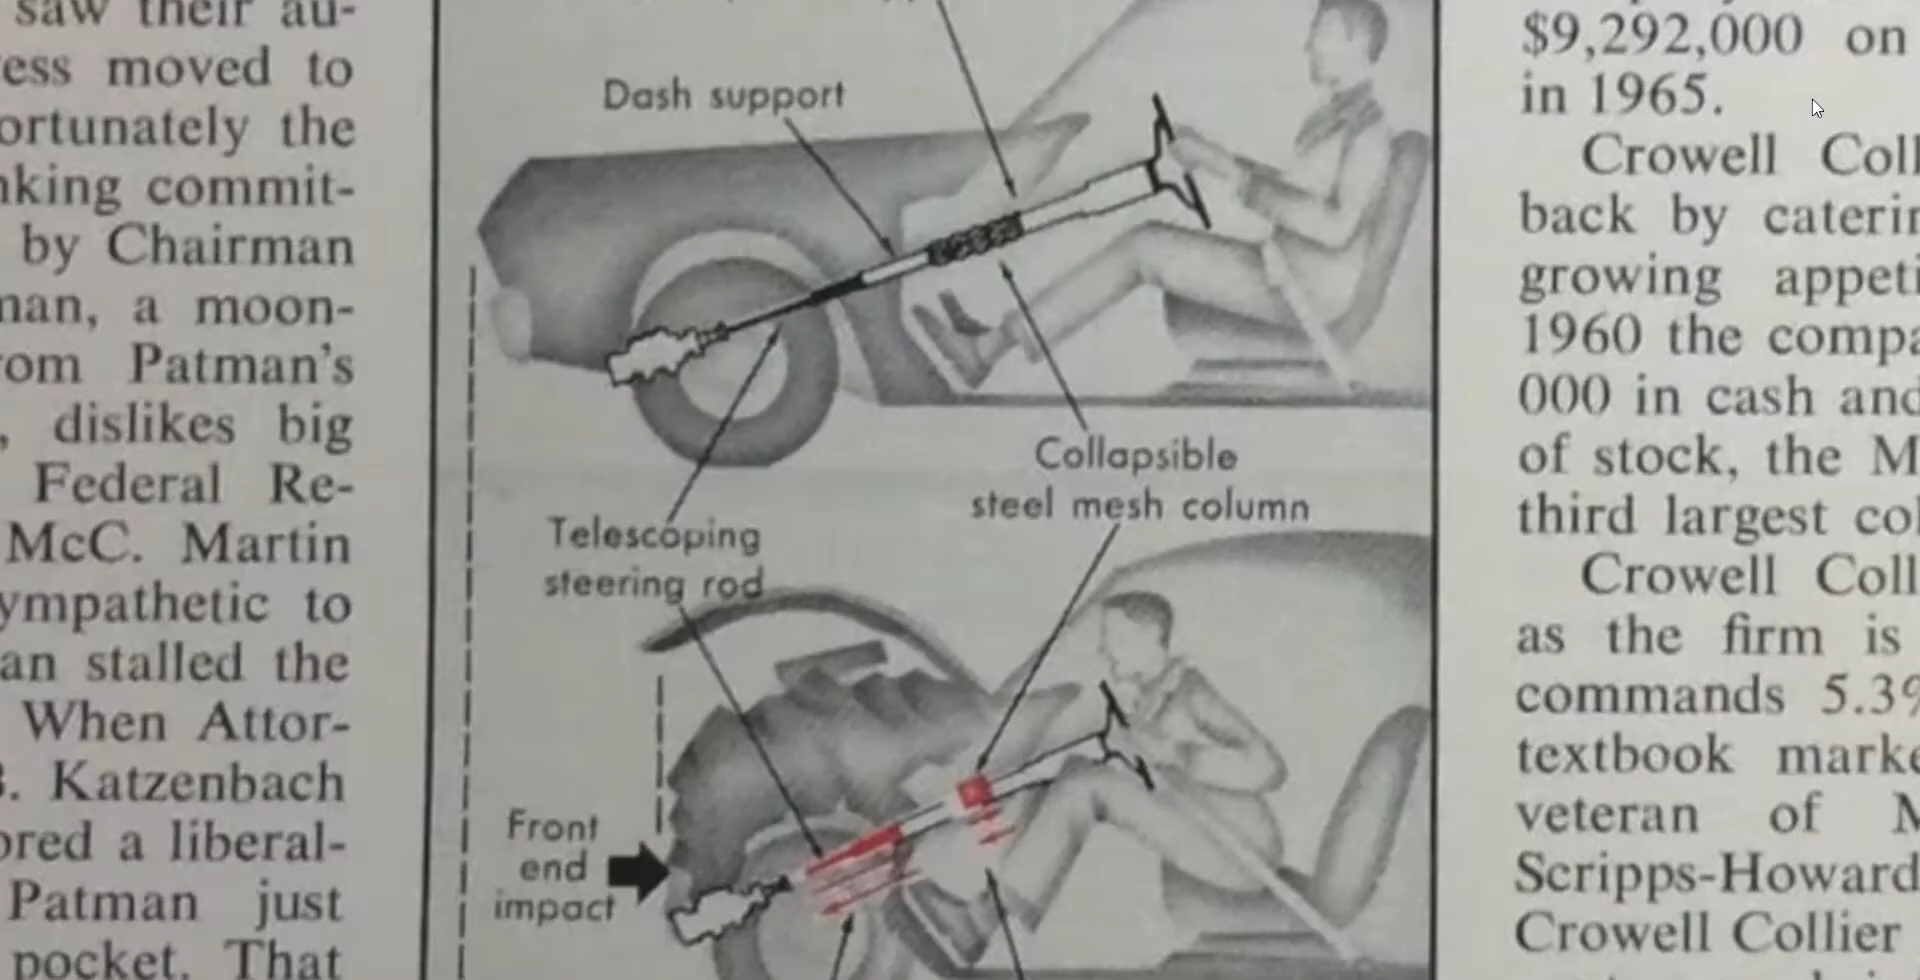 saw their au-
ess moved to
ortunately the
nking commit-
by Chairman
man, a moon-
rom Patman's
, dislikes big
Federal Re-
McC. Martin
ympathetic to
an stalled the
When Attor-
B. Katzenbach
ored a liberal-
Patman just
pocket. That
Dash support
Collapsible
steel mesh column
Telescoping
steering rod
Front
end
impact
$9,292,000 on
in 1965.
Crowell Coll
back by caterin
growing appeti
1960 the compa
000 in cash and
of stock, the M
third largest col
Crowell Coll
as the firm is
commands 5.3%
textbook marke
veteran of M
Scripps-Howard
Crowell Collier